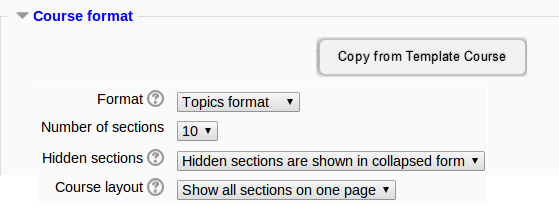 Course format
Copy from Template Course
Format ? Topics format
Number of sections 10
Hidden sections ? Hidden sections are shown in collapsed form
Course layout ? Show all sections on one page